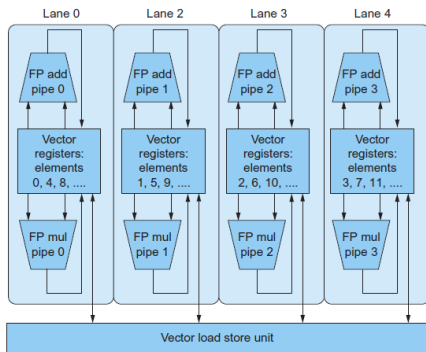 Lane 0
Lane 2
Lane 3
Lane 4
FP add
pipe 0
FP add
pipe 1
FP add
pipe 2
FP add
pipe 3
Vector
registers:
elements
0, 4, 8, ....
Vector
registers:
elements
1, 5, 9, ....
Vector
registers:
elements
2, 6, 10, ....
Vector
registers:
elements
3, 7, 11, ....
FP mul
pipe 0
FP mul
pipe 1
FP mul
pipe 2
FP mul
pipe 3
Vector load store unit